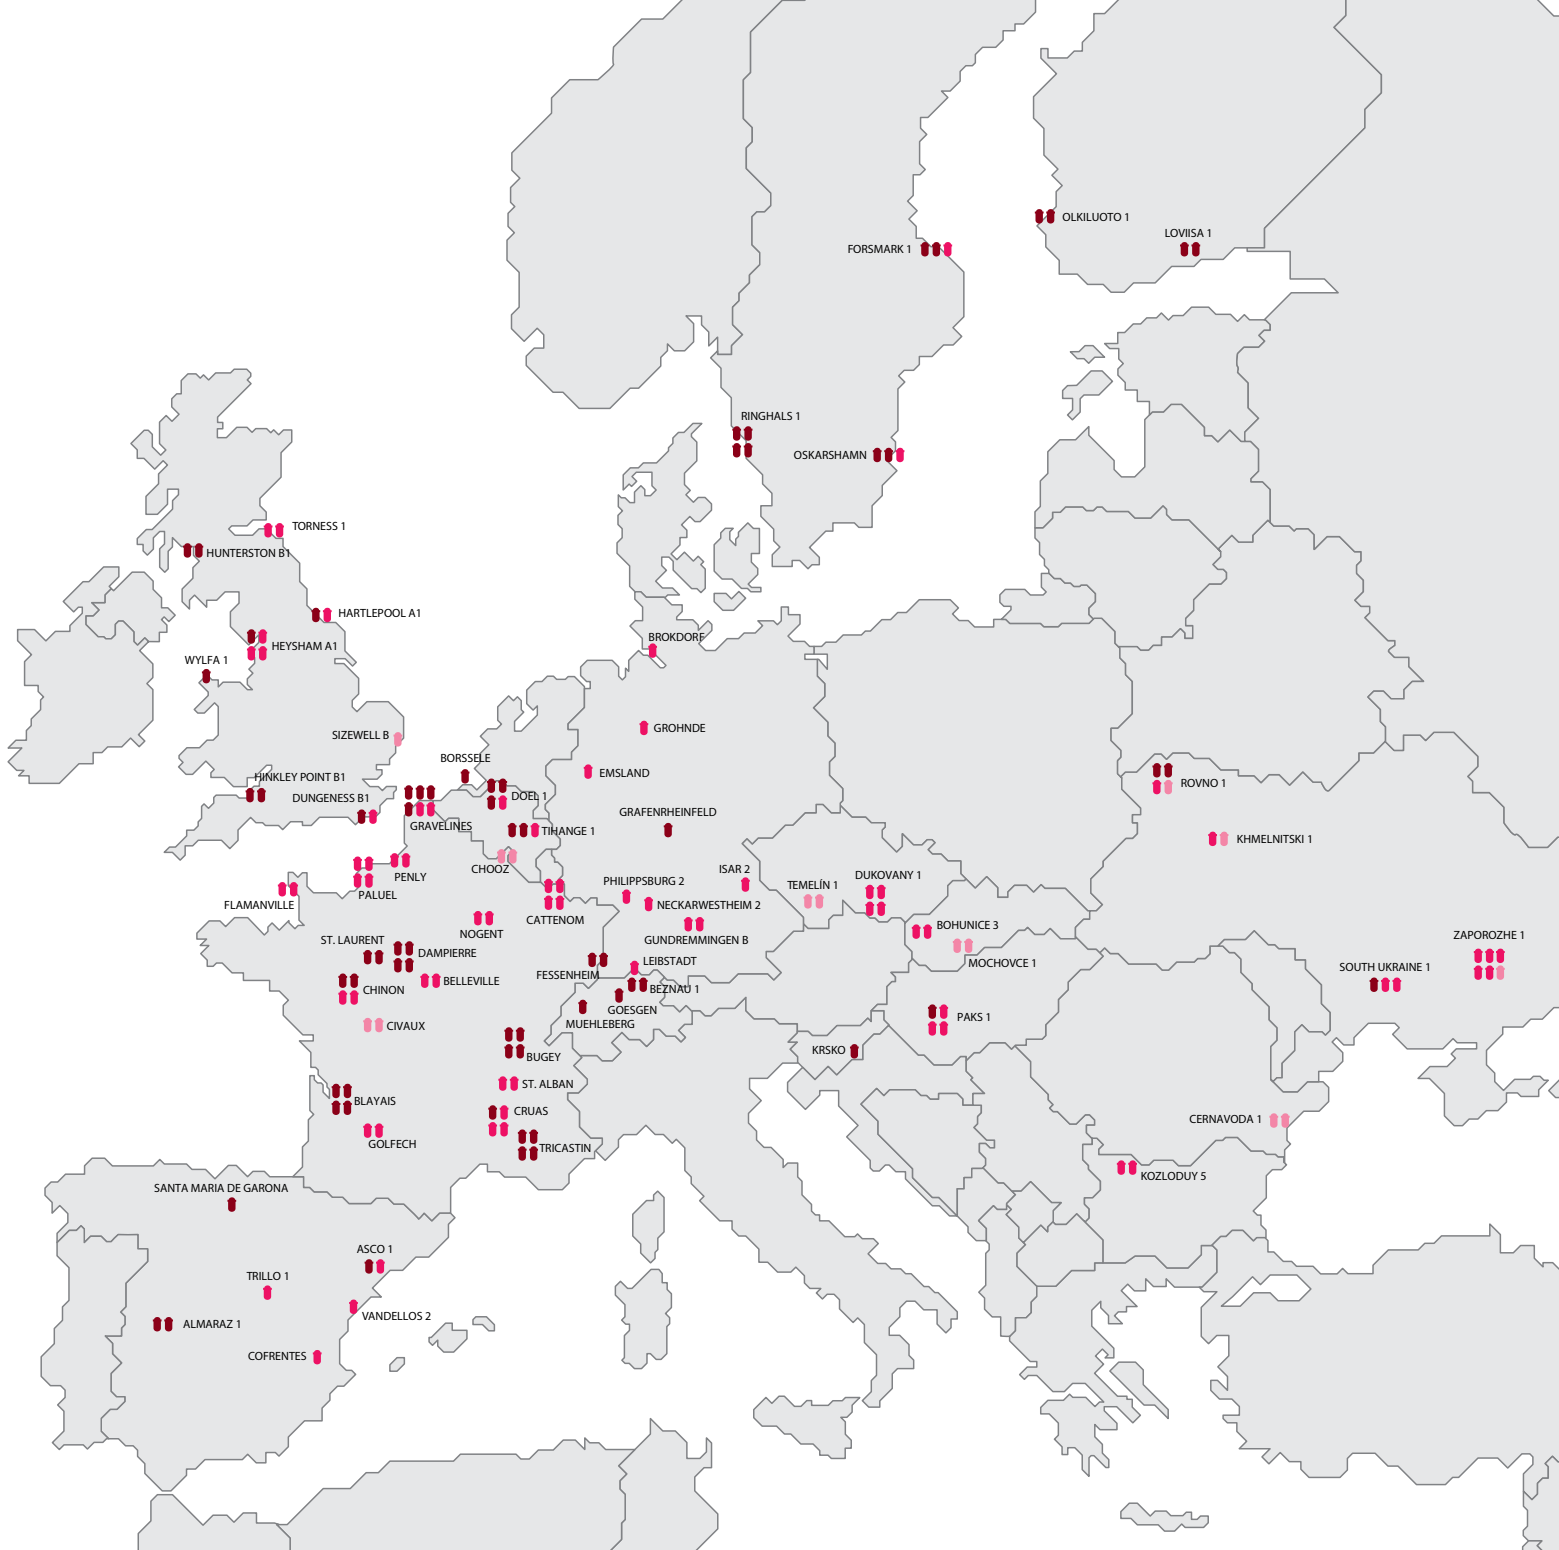 OLKILUOTO 1
LOVIISA 1
FORSMARK 1
RINGHALS 1
OSKARSHAMN
TORNESS 1
HUNTERSTON B1
HARTLEPOOL A1
BROKDORF
HEYSHAM A1
WYLFA 1
GROHNDE
SIZEWELL B
BORSSELE
EMSLAND
HINKLEY POINT B1
ROVNO 1
DOEL 1
DUNGENESS B1
GRAFENRHEINFELD
GRAVELINES
TIHANGE 1
KHMELNITSKI 1
CHOOZ
ISAR 2
DUKOVANY 1
PENLY
PHILIPPSBURG 2
TEMELÍN 1
PALUEL
FLAMANVILLE
NECKARWESTHEIM 2
CATTENOM
BOHUNICE 3
NOGENT
ZAPOROZHE 1
ST. LAURENT
GUNDREMMINGEN B
DAMPIERRE
LEIBSTADT
MOCHOVCE 1
SOUTH UKRAINE 1
FESSENHEIM
BELLEVILLE
CHINON
BEZNAU 1
GOESGEN
PAKS 1
MUEHLEBERG
CIVAUX
KRSKO
BUGEY
ST. ALBAN
BLAYAIS
CRUAS
CERNAVODA 1
GOLFECH
TRICASTIN
KOZLODUY 5
SANTA MARIA DE GARONA
ASCO 1
TRILLO 1
VANDELLOS 2
ALMARAZ 1
COFRENTES